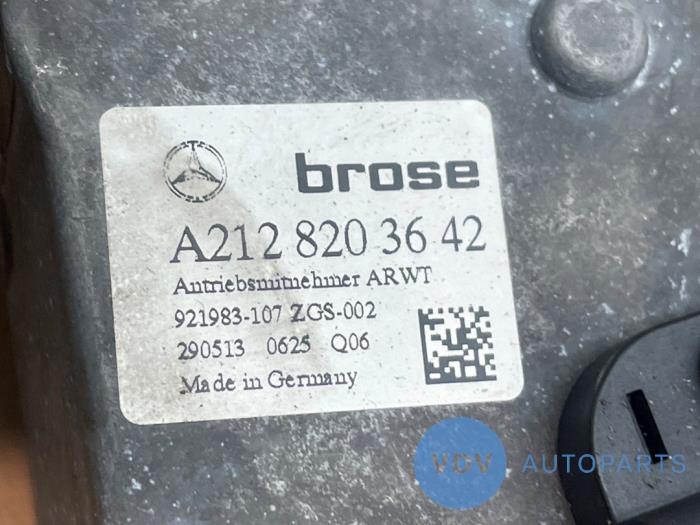 brose
A212 820 36 42
Antriebsmitnehmer ARWT
921983-107 ZGS-002
290513 0625 Q06
Made in Germany
VDV AUTOPARTS